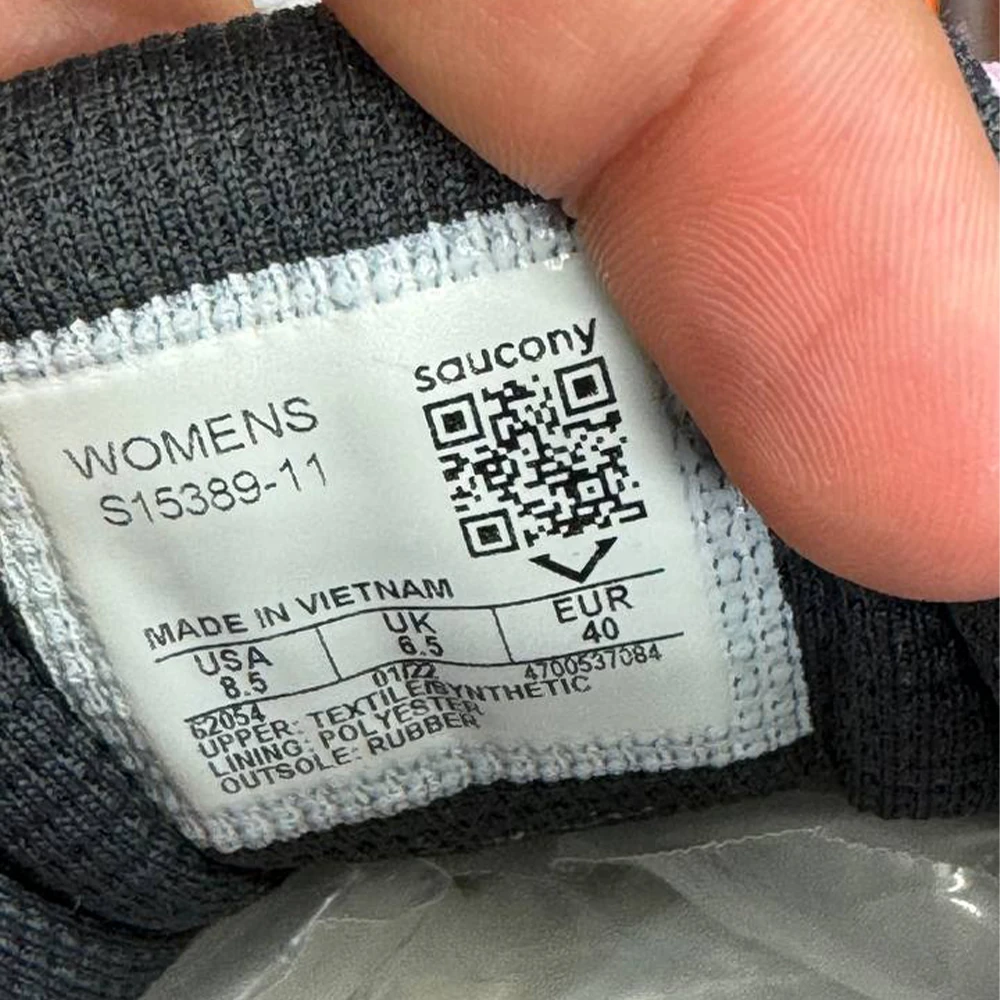 saucony
WOMENS
S15389-11
MADE IN VIETNAM
USA UK EUR
8.5 6.5 40
62054 01/22 4700537084
UPPER: TEXTILE/SYNTHETIC
LINING: POLYESTER
OUTSOLE: RUBBER